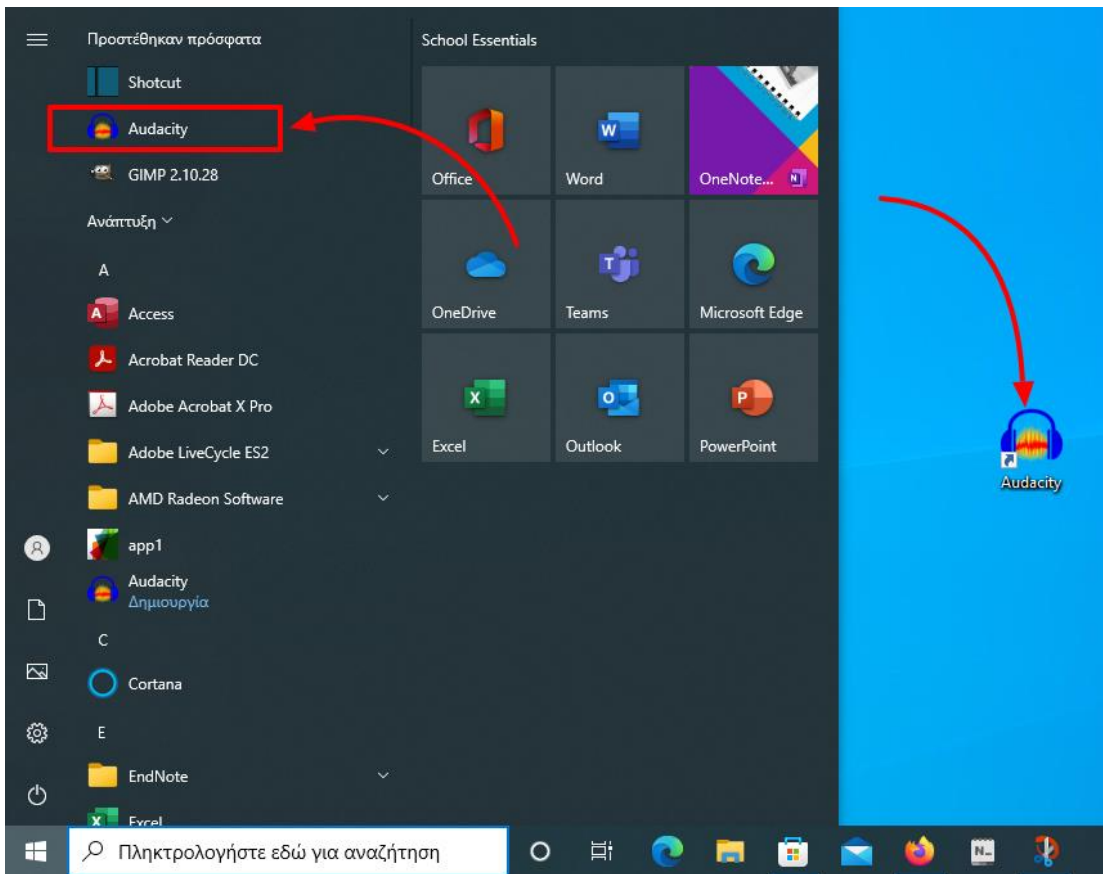 Προστέθηκαν πρόσφατα
Shotcut
Audacity
GIMP 2.10.28
Ανάπτυξη
A
Access
Acrobat Reader DC
Adobe Acrobat X Pro
Adobe LiveCycle ES2
AMD Radeon Software
app1
Audacity
Δημιουργία
C
Cortana
E
EndNote
Excel
School Essentials
Office
Word
OneNote...
OneDrive
Teams
Microsoft Edge
Excel
Outlook
PowerPoint
Audacity
Πληκτρολογήστε εδώ για αναζήτηση